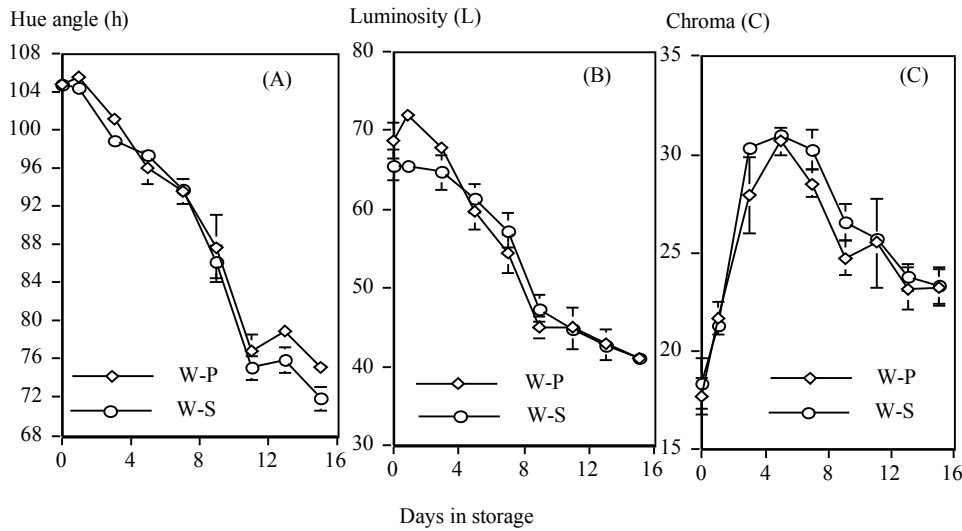 Hue angle (h)
Luminosity (L)
Chroma (C)
108
104
100
96
92
88
84
80
76
72
68
(A)
W-P
W-S
0
4
8
12
16
80
70
60
50
40
30
(B)
W-P
W-S
0
4
8
12
16
35
30
25
20
15
(C)
W-P
W-S
0
4
8
12
16
Days in storage